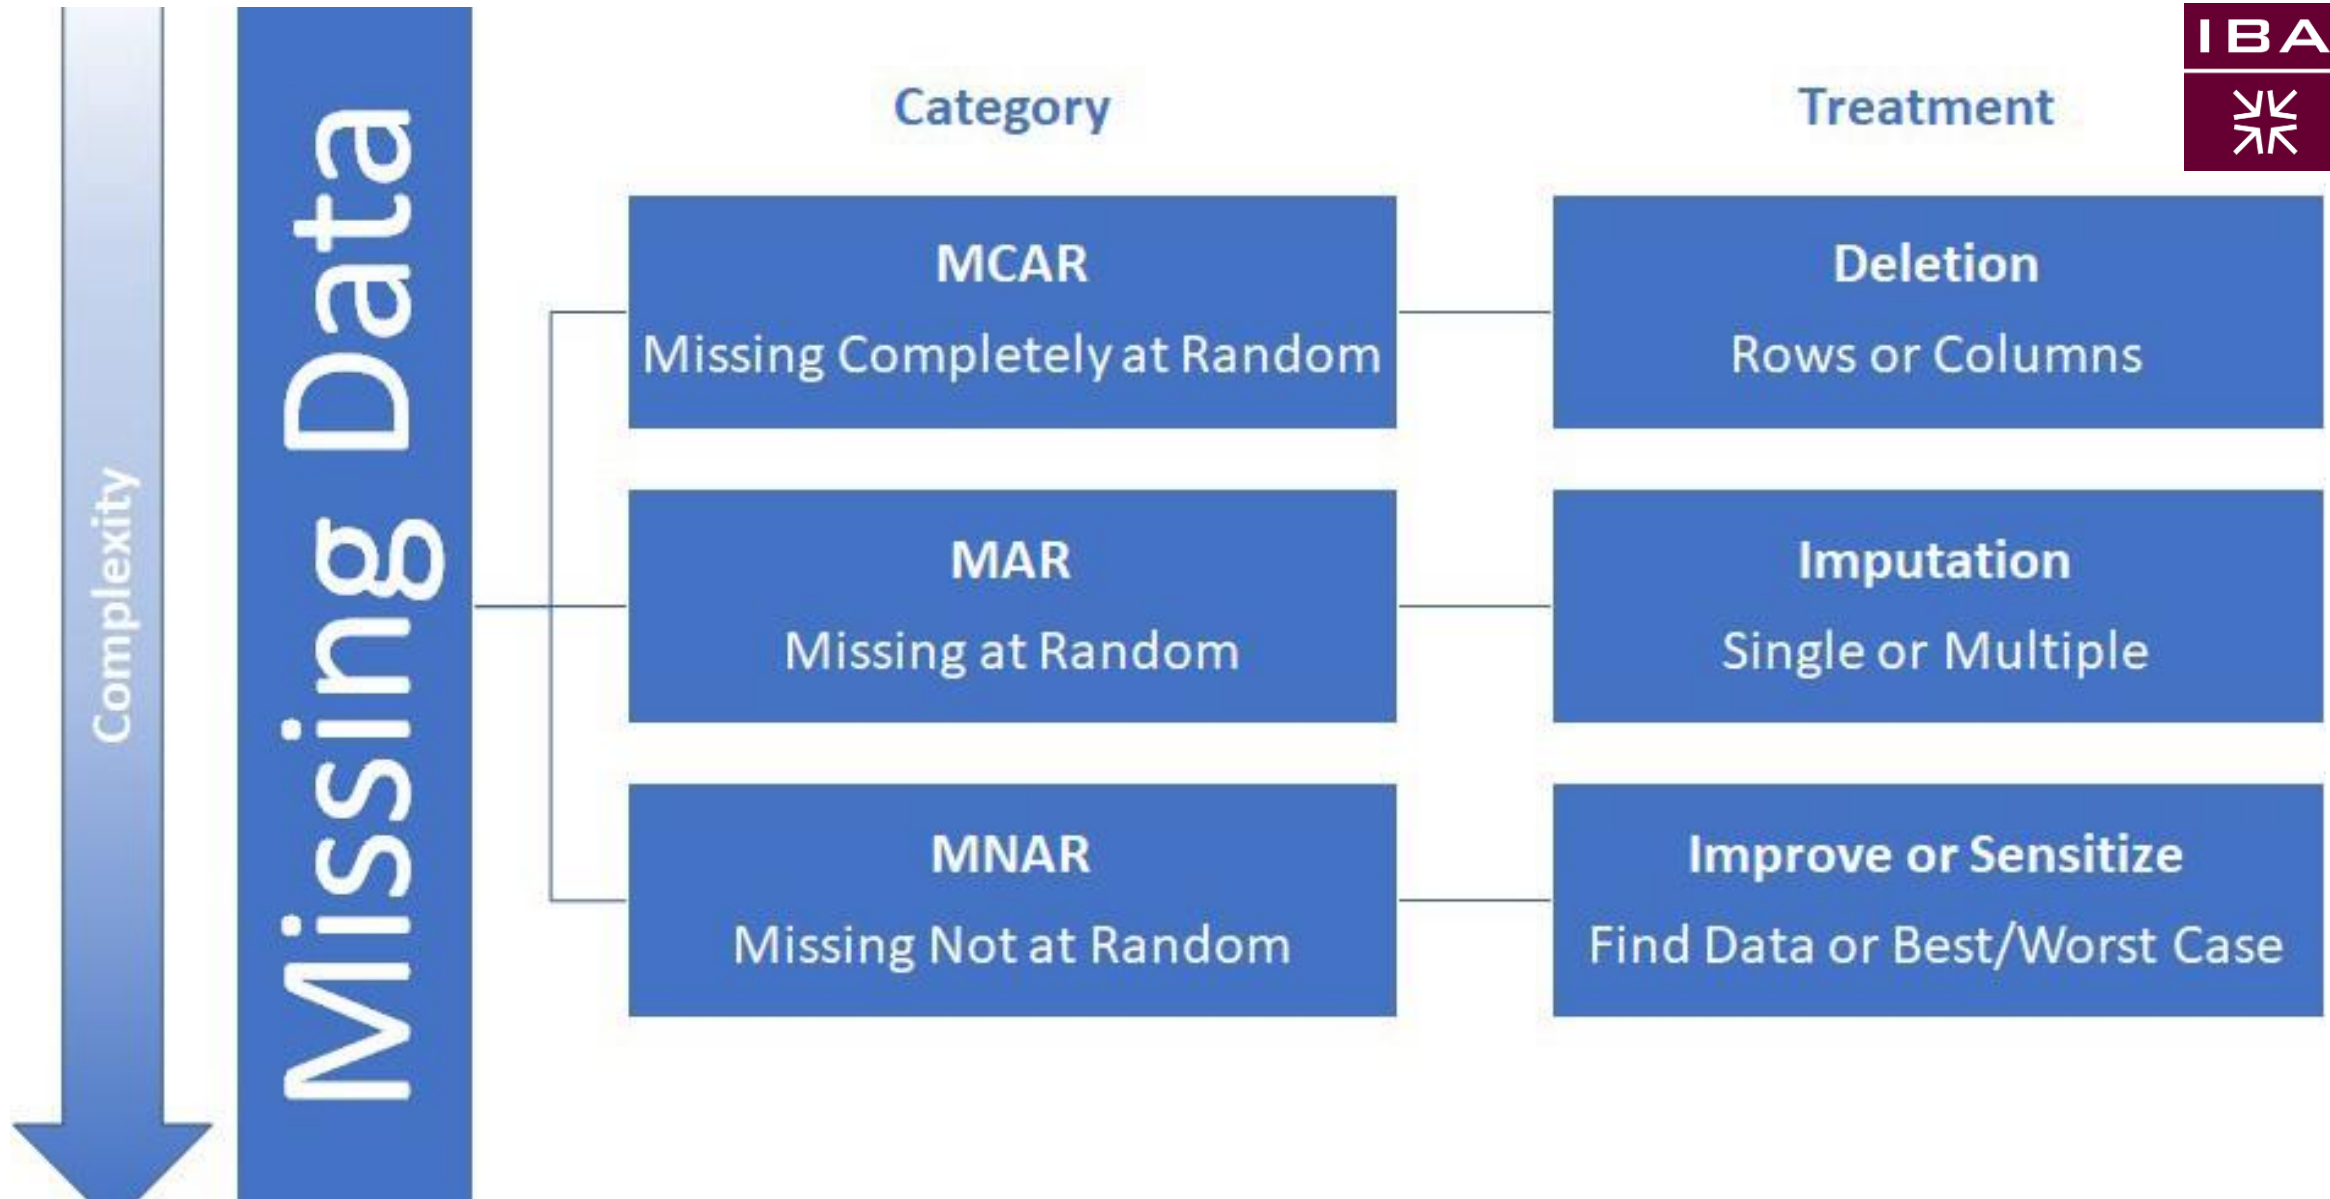 IBA
Category
Treatment
Complexity
Missing Data
MCAR
Missing Completely at Random
Deletion
Rows or Columns
MAR
Missing at Random
Imputation
Single or Multiple
MNAR
Missing Not at Random
Improve or Sensitize
Find Data or Best/Worst Case